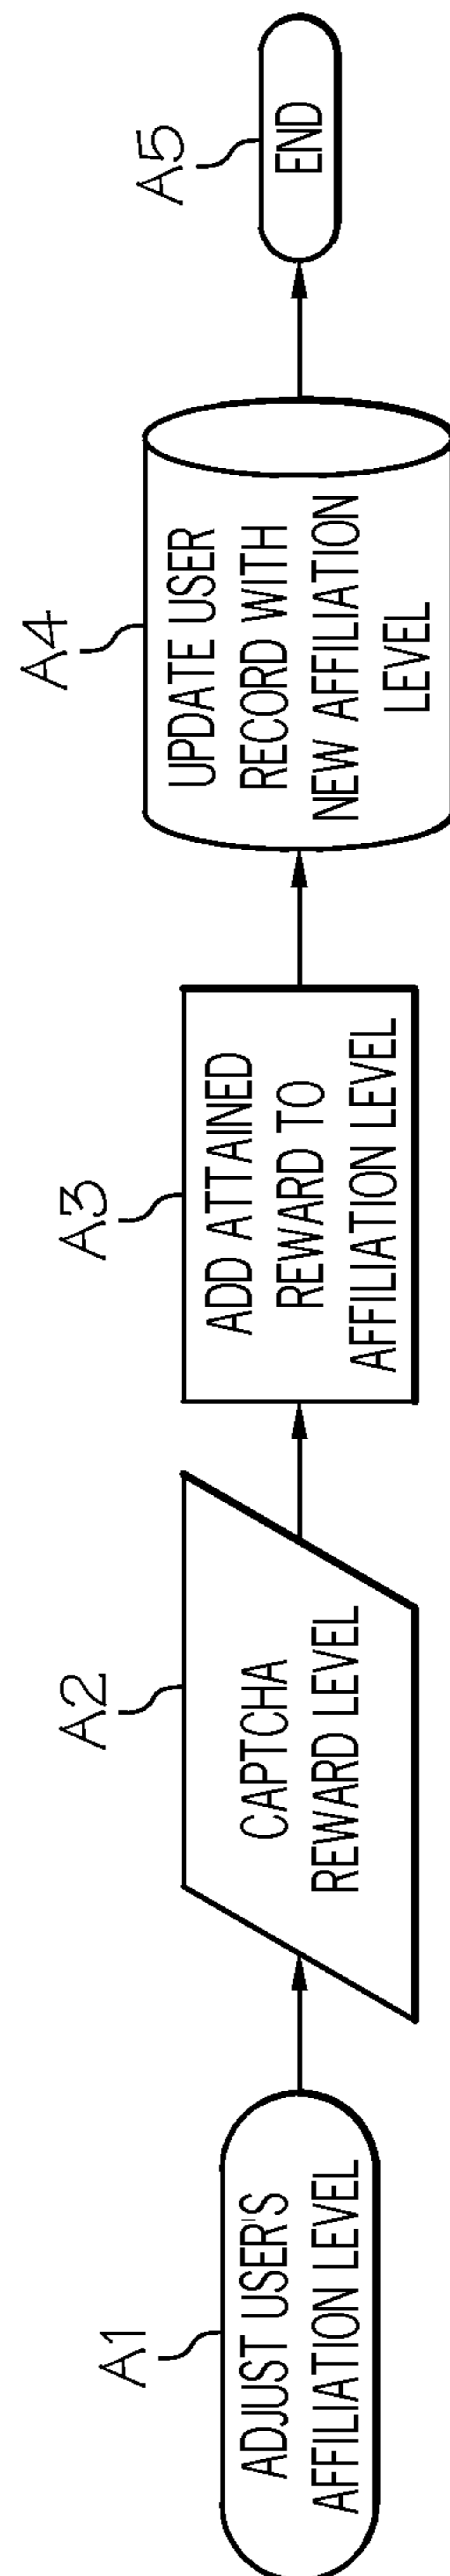 A1
ADJUST USER'S
AFFILIATION LEVEL
A2
CAPTCHA
REWARD LEVEL
A3
ADD ATTAINED
REWARD TO
AFFILIATION LEVEL
A4
UPDATE USER
RECORD WITH
NEW AFFILIATION
LEVEL
A5
END